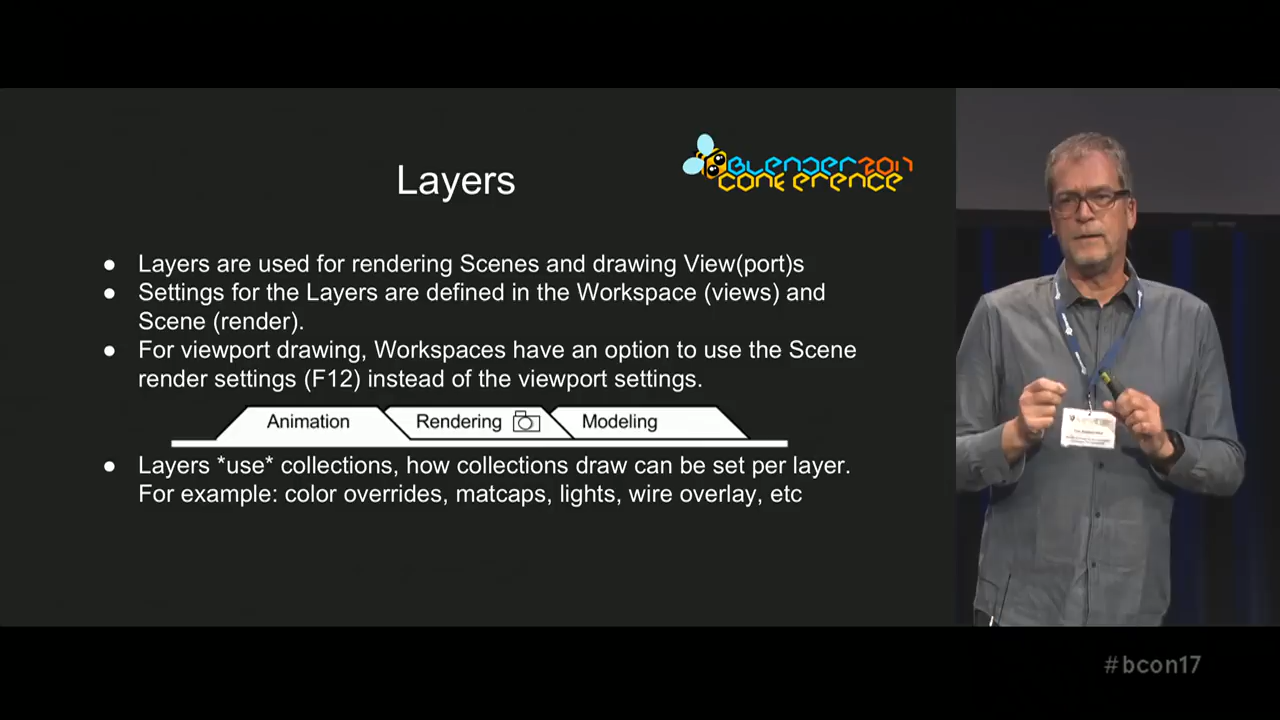 Layers
BLENDER2017
CONFERENCE
● Layers are used for rendering Scenes and drawing View(port)s
● Settings for the Layers are defined in the Workspace (views) and
Scene (render).
● For viewport drawing, Workspaces have an option to use the Scene
render settings (F12) instead of the viewport settings.
Animation Rendering Modeling
● Layers *use* collections, how collections draw can be set per layer.
For example: color overrides, matcaps, lights, wire overlay, etc
#bcon17